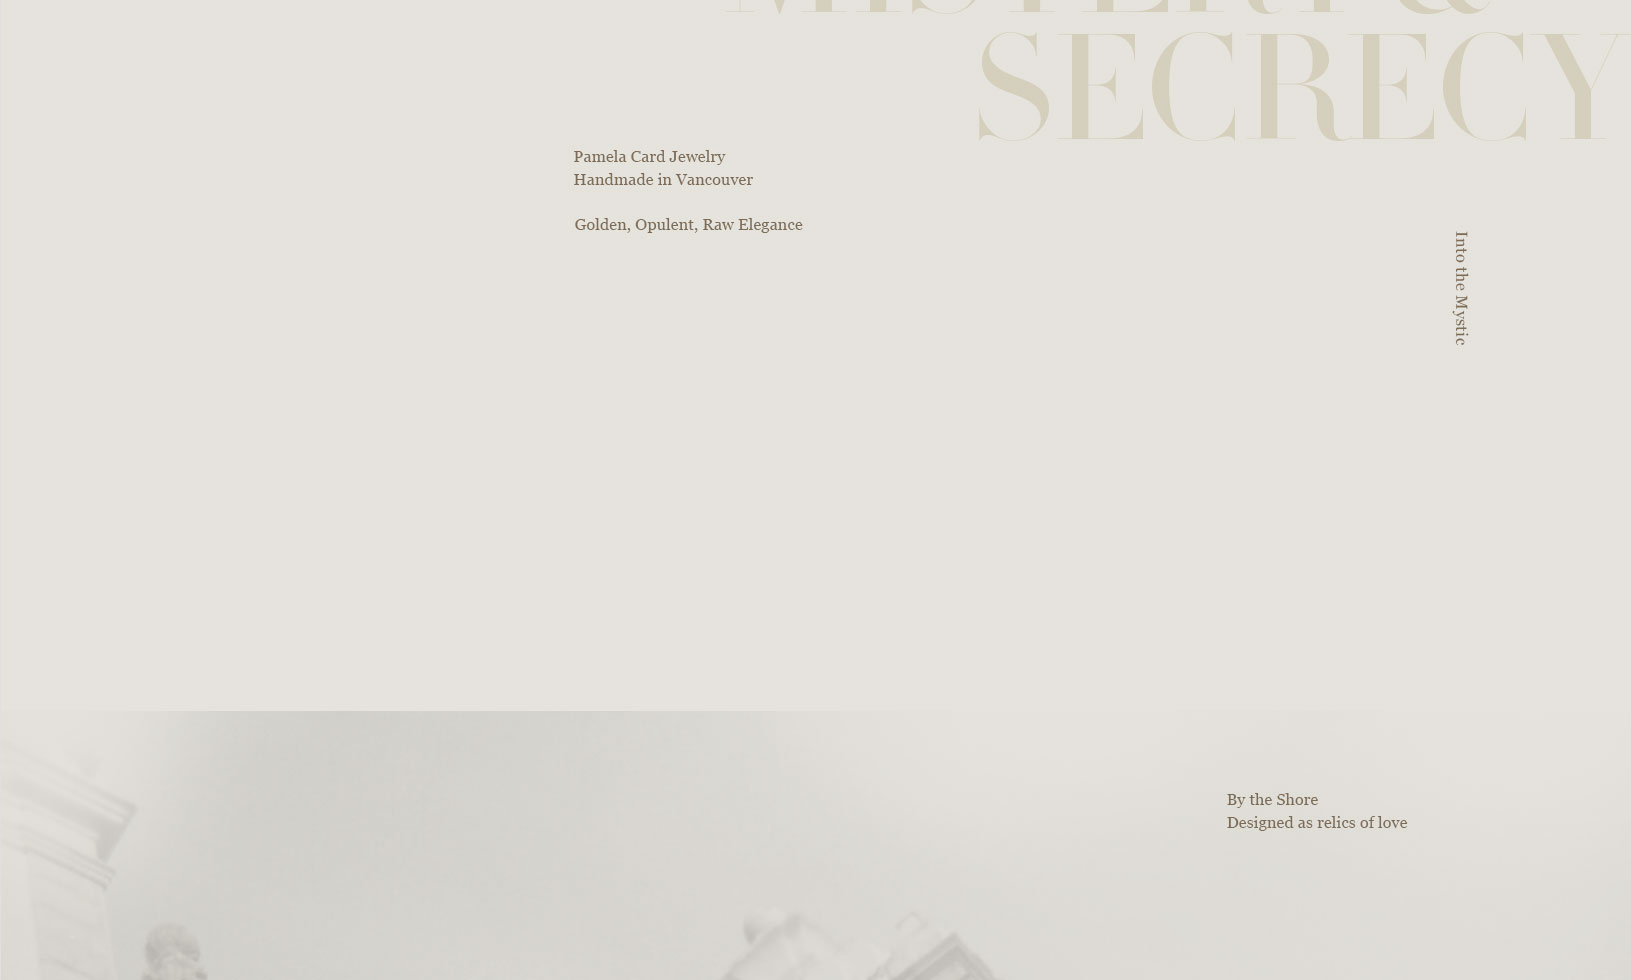 MISTERY &
SECRECY
Pamela Card Jewelry
Handmade in Vancouver
Golden, Opulent, Raw Elegance
Into the Mystic
By the Shore
Designed as relics of love